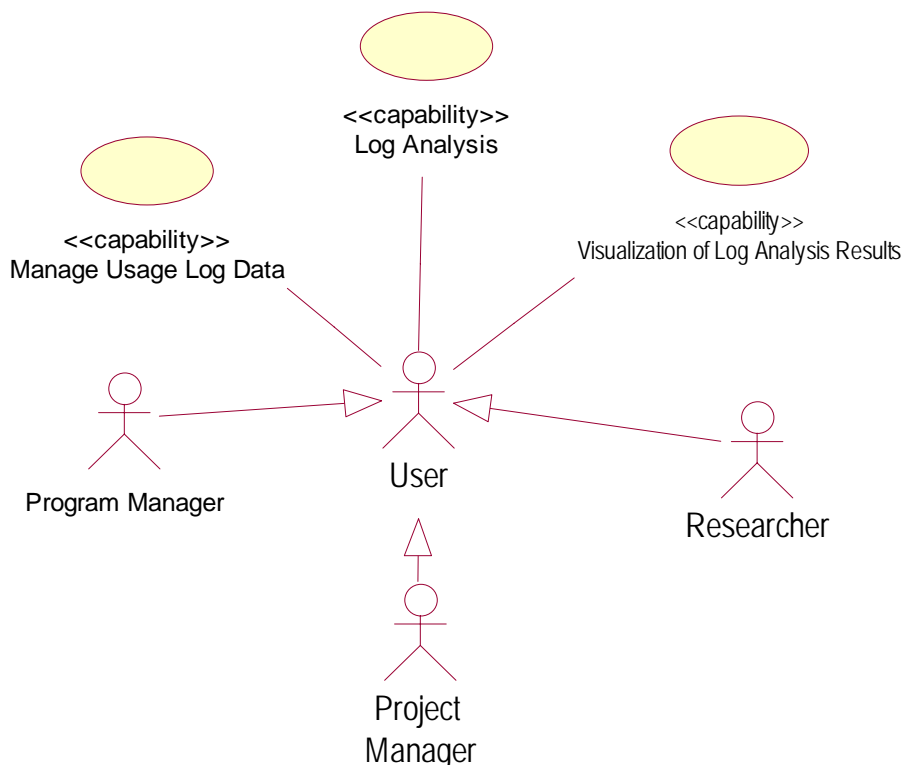 <<capability>>
Log Analysis
<<capability>>
Manage Usage Log Data
<<capability>>
Visualization of Log Analysis Results
User
Program Manager
Researcher
Project
Manager